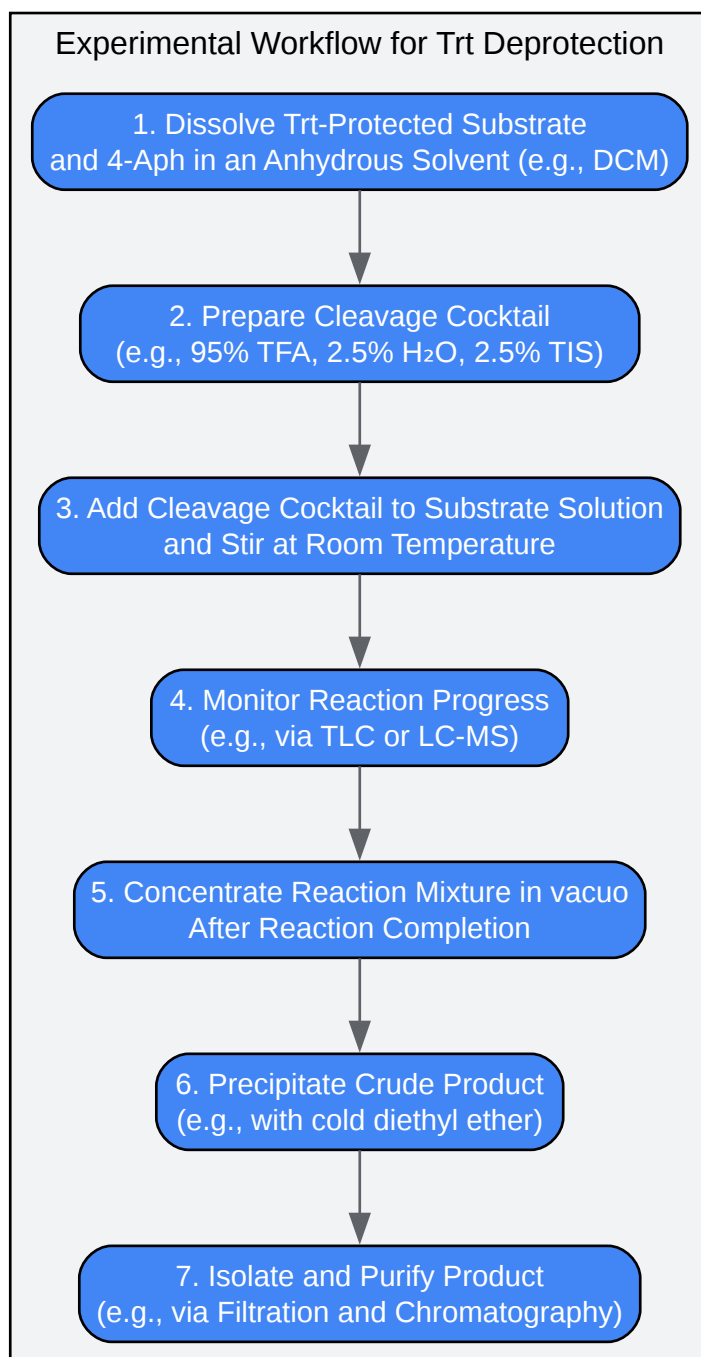 Experimental Workflow for Trt Deprotection
1. Dissolve Trt-Protected Substrate
and 4-Aph in an Anhydrous Solvent (e.g., DCM)
2. Prepare Cleavage Cocktail
(e.g., 95% TFA, 2.5% H₂O, 2.5% TIS)
3. Add Cleavage Cocktail to Substrate Solution
and Stir at Room Temperature
4. Monitor Reaction Progress
(e.g., via TLC or LC-MS)
5. Concentrate Reaction Mixture in vacuo
After Reaction Completion
6. Precipitate Crude Product
(e.g., with cold diethyl ether)
7. Isolate and Purify Product
(e.g., via Filtration and Chromatography)